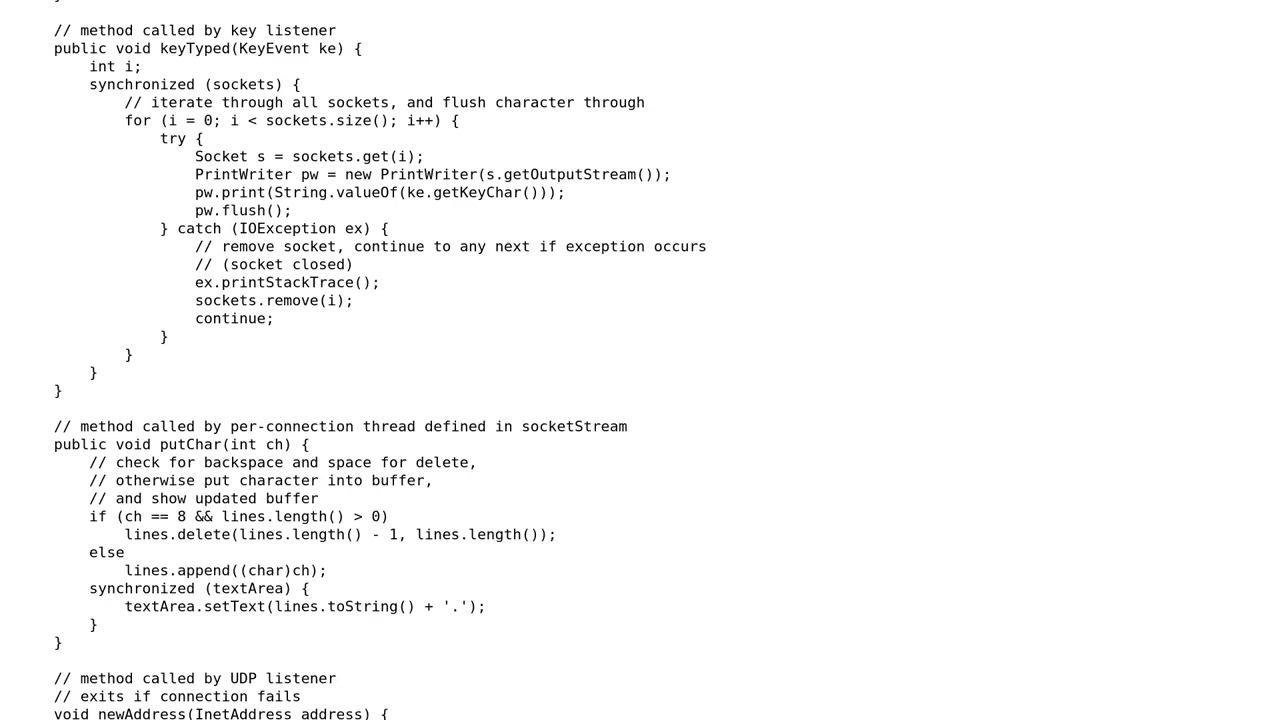 }
// method called by key listener
public void keyTyped(KeyEvent ke) {
    int i;
    synchronized (sockets) {
        // iterate through all sockets, and flush character through
        for (i = 0; i < sockets.size(); i++) {
            try {
                Socket s = sockets.get(i);
                PrintWriter pw = new PrintWriter(s.getOutputStream());
                pw.print(String.valueOf(ke.getKeyChar()));
                pw.flush();
            } catch (IOException ex) {
                // remove socket, continue to any next if exception occurs
                // (socket closed)
                ex.printStackTrace();
                sockets.remove(i);
                continue;
            }
        }
    }
}
// method called by per-connection thread defined in socketStream
public void putChar(int ch) {
    // check for backspace and space for delete,
    // otherwise put character into buffer,
    // and show updated buffer
    if (ch == 8 && lines.length() > 0)
        lines.delete(lines.length() - 1, lines.length());
    else
        lines.append((char)ch);
    synchronized (textArea) {
        textArea.setText(lines.toString() + '.');
    }
}
// method called by UDP listener
// exits if connection fails
void newAddress(InetAddress address) {